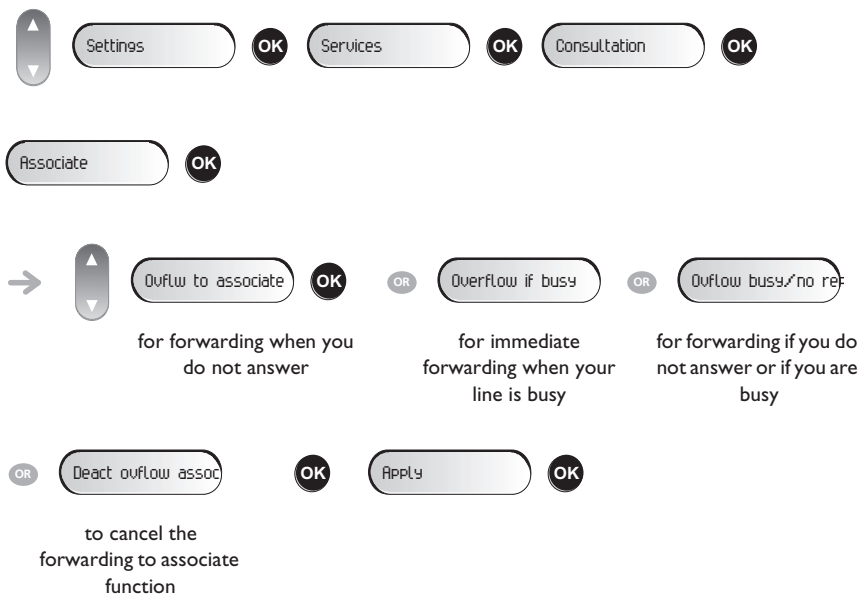 Settings OK Services OK Consultation OK
Associate OK
Ovflw to associate OK OR Overflow if busy OR Ovflow busy/no rep
for forwarding when you
do not answer
for immediate
forwarding when your
line is busy
for forwarding if you do
not answer or if you are
busy
OR Deact ovflow assoc OK Apply OK
to cancel the
forwarding to associate
function